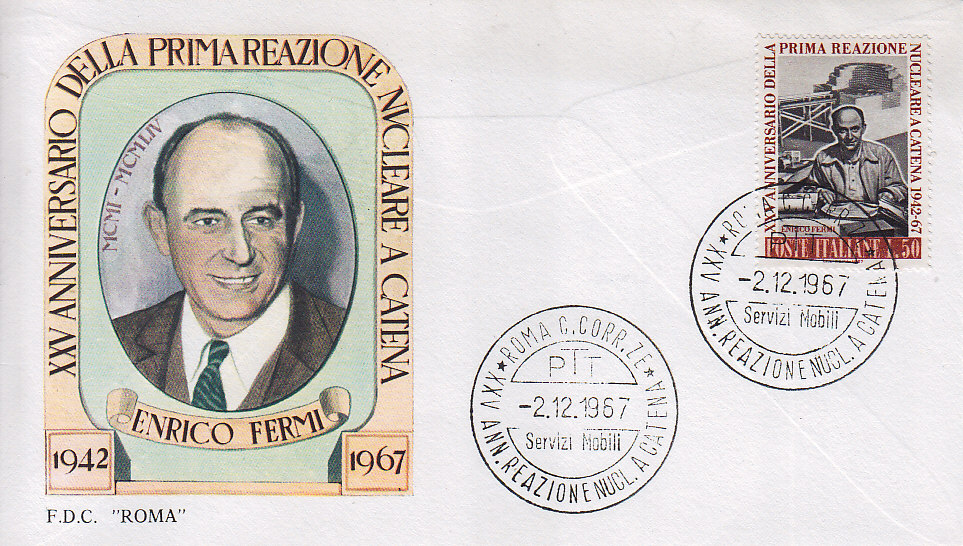 XXV ANNIVERSARIO DELLA PRIMA REAZIONE NVCLEARE A CATENA
MCMI - MCMLIV
ENRICO FERMI
1942
1967
F.D.C. "ROMA"
XXV ANNIVERSARIO DELLA PRIMA REAZIONE NUCLEARE A CATENA 1942-67
ENRICO FERMI
POSTE ITALIANE L.50
-2.12.1967
Servizi Mobili
★XXV ANN.REAZIONE NUCL.A CATENA
★ROMA C.CORR.ZE★
PTT
-2.12.1967
Servizi Mobili
XXV ANN.REAZIONE NUCL.A CATENA